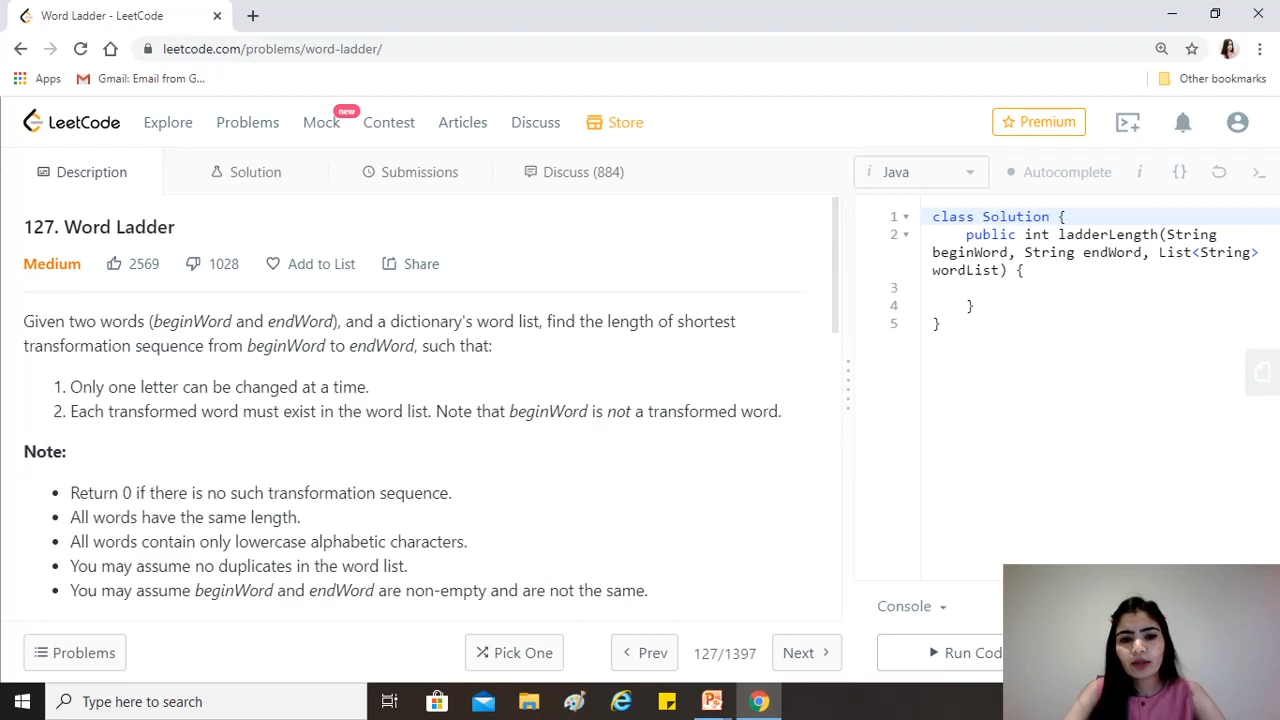 Word Ladder - LeetCode
leetcode.com/problems/word-ladder/
Apps
Gmail: Email from G...
Other bookmarks
LeetCode
Explore
Problems
Mock
new
Contest
Articles
Discuss
Store
Premium
Description
Solution
Submissions
Discuss (884)
i Java
Autocomplete
i
{}
>_
127. Word Ladder
Medium
2569
1028
Add to List
Share
Given two words (beginWord and endWord), and a dictionary's word list, find the length of shortest
transformation sequence from beginWord to endWord, such that:
1. Only one letter can be changed at a time.
2. Each transformed word must exist in the word list. Note that beginWord is not a transformed word.
Note:
• Return 0 if there is no such transformation sequence.
• All words have the same length.
• All words contain only lowercase alphabetic characters.
• You may assume no duplicates in the word list.
• You may assume beginWord and endWord are non-empty and are not the same.
1 class Solution {
2 public int ladderLength(String
beginWord, String endWord, List<String>
wordList) {
3
4 }
5 }
Console
Problems
Pick One
Prev
127/1397
Next
Run Cod
Type here to search